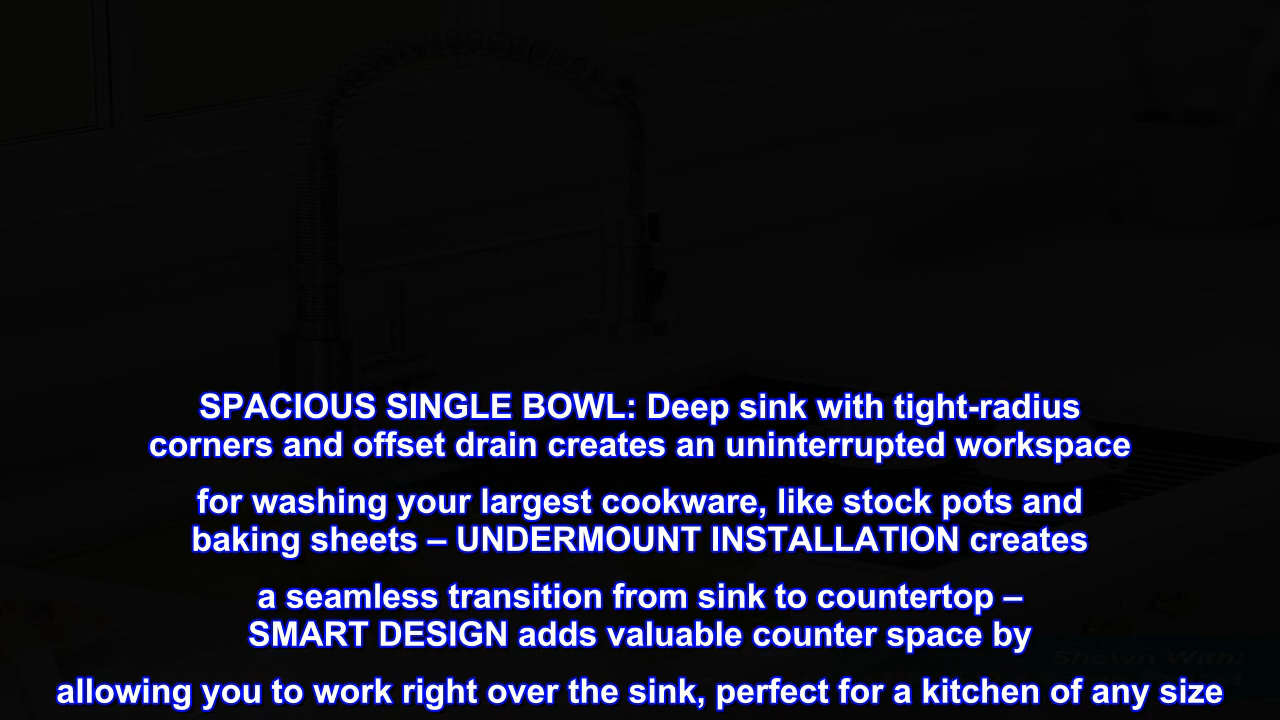 SPACIOUS SINGLE BOWL: Deep sink with tight-radius
corners and offset drain creates an uninterrupted workspace
for washing your largest cookware, like stock pots and
baking sheets – UNDERMOUNT INSTALLATION creates
a seamless transition from sink to countertop –
SMART DESIGN adds valuable counter space by
Shown With:
allowing you to work right over the sink, perfect for a kitchen of any size